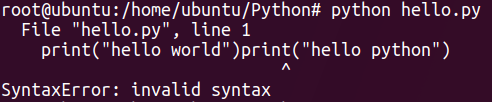 root@ubuntu:/home/ubuntu/Python# python hello.py
  File "hello.py", line 1
    print("hello world")print("hello python")
                            ^
SyntaxError: invalid syntax